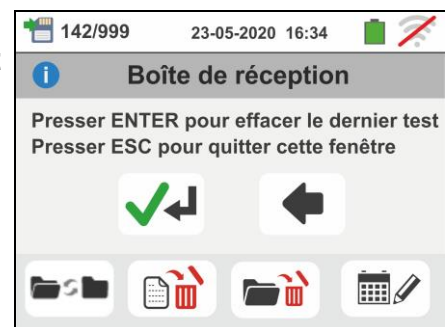 142/999 23-05-2020 16:34
i Boîte de réception
Presser ENTER pour effacer le dernier test
Presser ESC pour quitter cette fenêtre